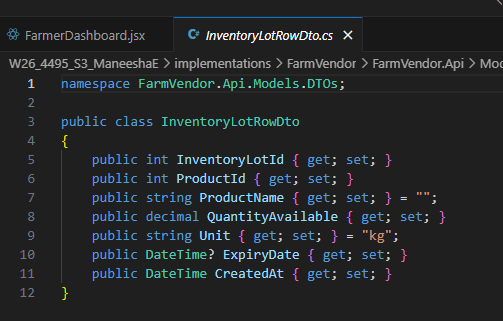 FarmerDashboard.jsx
C# InventoryLotRowDto.cs ×
W26_4495_S3_ManeeshaE > implementations > FarmVendor > FarmVendor.Api >
1 namespace FarmVendor.Api.Models.DTOs;
2
3 public class InventoryLotRowDto
4 {
5 public int InventoryLotId { get; set; }
6 public int ProductId { get; set; }
7 public string ProductName { get; set; } = "";
8 public decimal QuantityAvailable { get; set; }
9 public string Unit { get; set; } = "kg";
10 public DateTime? ExpiryDate { get; set; }
11 public DateTime CreatedAt { get; set; }
12 }